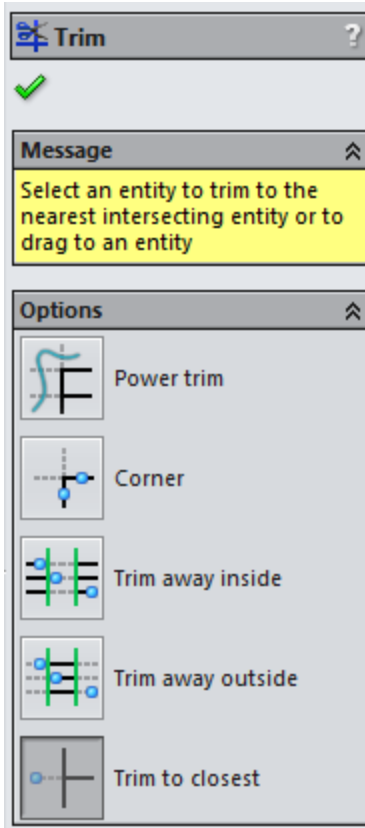 Trim ?
Message
Select an entity to trim to the
nearest intersecting entity or to
drag to an entity
Options
Power trim
Corner
Trim away inside
Trim away outside
Trim to closest